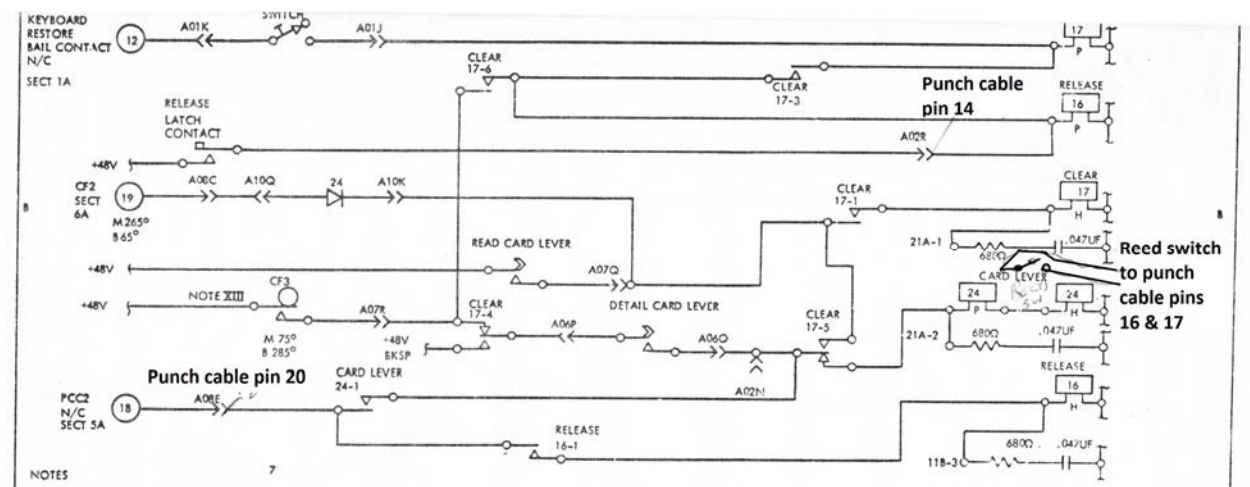 KEYBOARD
RESTORE
BAIL CONTACT
N/C
SECT 1A
12
A01K
SWITCH
A01J
17
P
CLEAR
17-6
CLEAR
17-3
Punch cable
pin 14
RELEASE
16
P
A02R
RELEASE
LATCH
CONTACT
+48V
CF2
SECT
6A
19
M 265°
B 65°
A08C
A10Q
24
A10K
CLEAR
17-1
CLEAR
17
H
B
B
21A-1
680Ω
.047UF
Reed switch
to punch
cable pins
16 & 17
CARD LEVER
24
P
24
H
READ CARD LEVER
+48V
A07Q
CF3
+48V
NOTE XIII
A07R
M 75°
B 285°
CLEAR
17-4
+48V
BKSP
A06P
DETAIL CARD LEVER
A06Q
A02N
CLEAR
17-5
21A-2
680Ω
.047UF
RELEASE
16
H
Punch cable pin 20
CARD LEVER
24-1
PCC2
N/C
SECT 5A
18
A08E
RELEASE
16-1
11B-3
680Ω
.047UF
NOTES
7